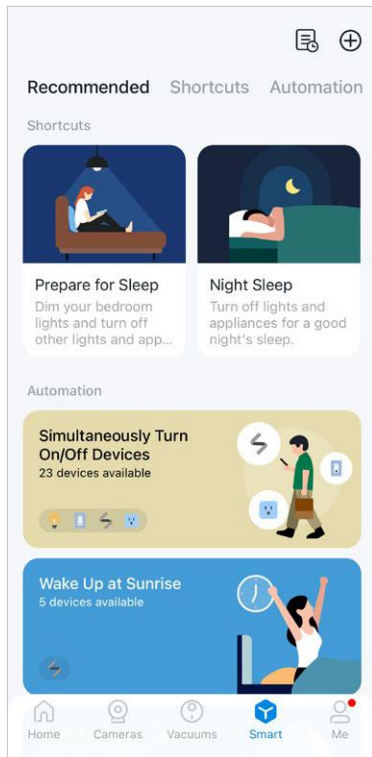 Recommended Shortcuts Automation
Shortcuts
Prepare for Sleep
Dim your bedroom
lights and turn off
other lights and app...
Night Sleep
Turn off lights and
appliances for a good
night's sleep.
Automation
Simultaneously Turn
On/Off Devices
23 devices available
Wake Up at Sunrise
5 devices available
Home Cameras Vacuums Smart Me